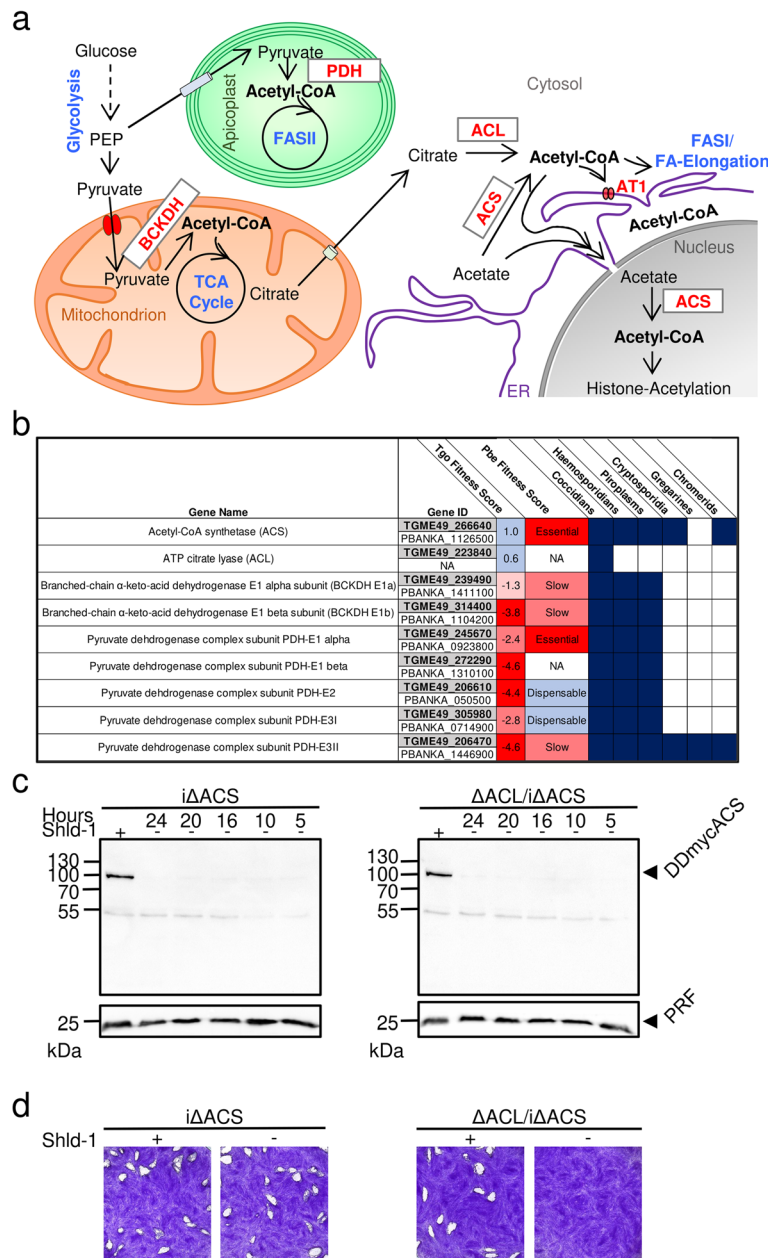 a
Glucose
Glycolysis
PEP
Pyruvate
Apicoplast
Pyruvate
PDH
Acetyl-CoA
FASII
BCKDH
Acetyl-CoA
Pyruvate
TCA
Cycle
Citrate
Mitochondrion
Cytosol
Citrate
ACL
Acetyl-CoA
FASI/
FA-Elongation
AT1
ACS
Acetate
Acetyl-CoA
Nucleus
Acetate
ACS
Acetyl-CoA
Histone-Acetylation
ER
b
Gene Name
Gene ID
Tgo Fitness Score
Pbe Fitness Score
Coccidians
Haemosporidians
Piroplasms
Cryptosporidia
Gregarines
Chromerids
Acetyl-CoA synthetase (ACS)
TGME49_266640
PBANKA_1126500
1.0
Essential
ATP citrate lyase (ACL)
TGME49_223840
NA
0.6
NA
Branched-chain α-keto-acid dehydrogenase E1 alpha subunit (BCKDH E1a)
TGME49_239490
PBANKA_1411100
-1.3
Slow
Branched-chain α-keto-acid dehydrogenase E1 beta subunit (BCKDH E1b)
TGME49_314400
PBANKA_1104200
-3.8
Slow
Pyruvate dehdrogenase complex subunit PDH-E1 alpha
TGME49_245670
PBANKA_0923800
-2.4
Essential
Pyruvate dehdrogenase complex subunit PDH-E1 beta
TGME49_272290
PBANKA_1310100
-4.6
NA
Pyruvate dehdrogenase complex subunit PDH-E2
TGME49_206610
PBANKA_050500
-4.4
Dispensable
Pyruvate dehdrogenase complex subunit PDH-E3I
TGME49_305980
PBANKA_0714900
-2.8
Dispensable
Pyruvate dehdrogenase complex subunit PDH-E3II
TGME49_206470
PBANKA_1446900
-4.6
Slow
c
iΔACS
Hours 24 20 16 10 5
Shld-1 + - - - - -
130
100
70
55
25
kDa
ΔACL/iΔACS
24 20 16 10 5
+ - - - - -
130
100
70
55
DDmycACS
25
PRF
kDa
d
iΔACS
Shld-1 + -
ΔACL/iΔACS
+ -